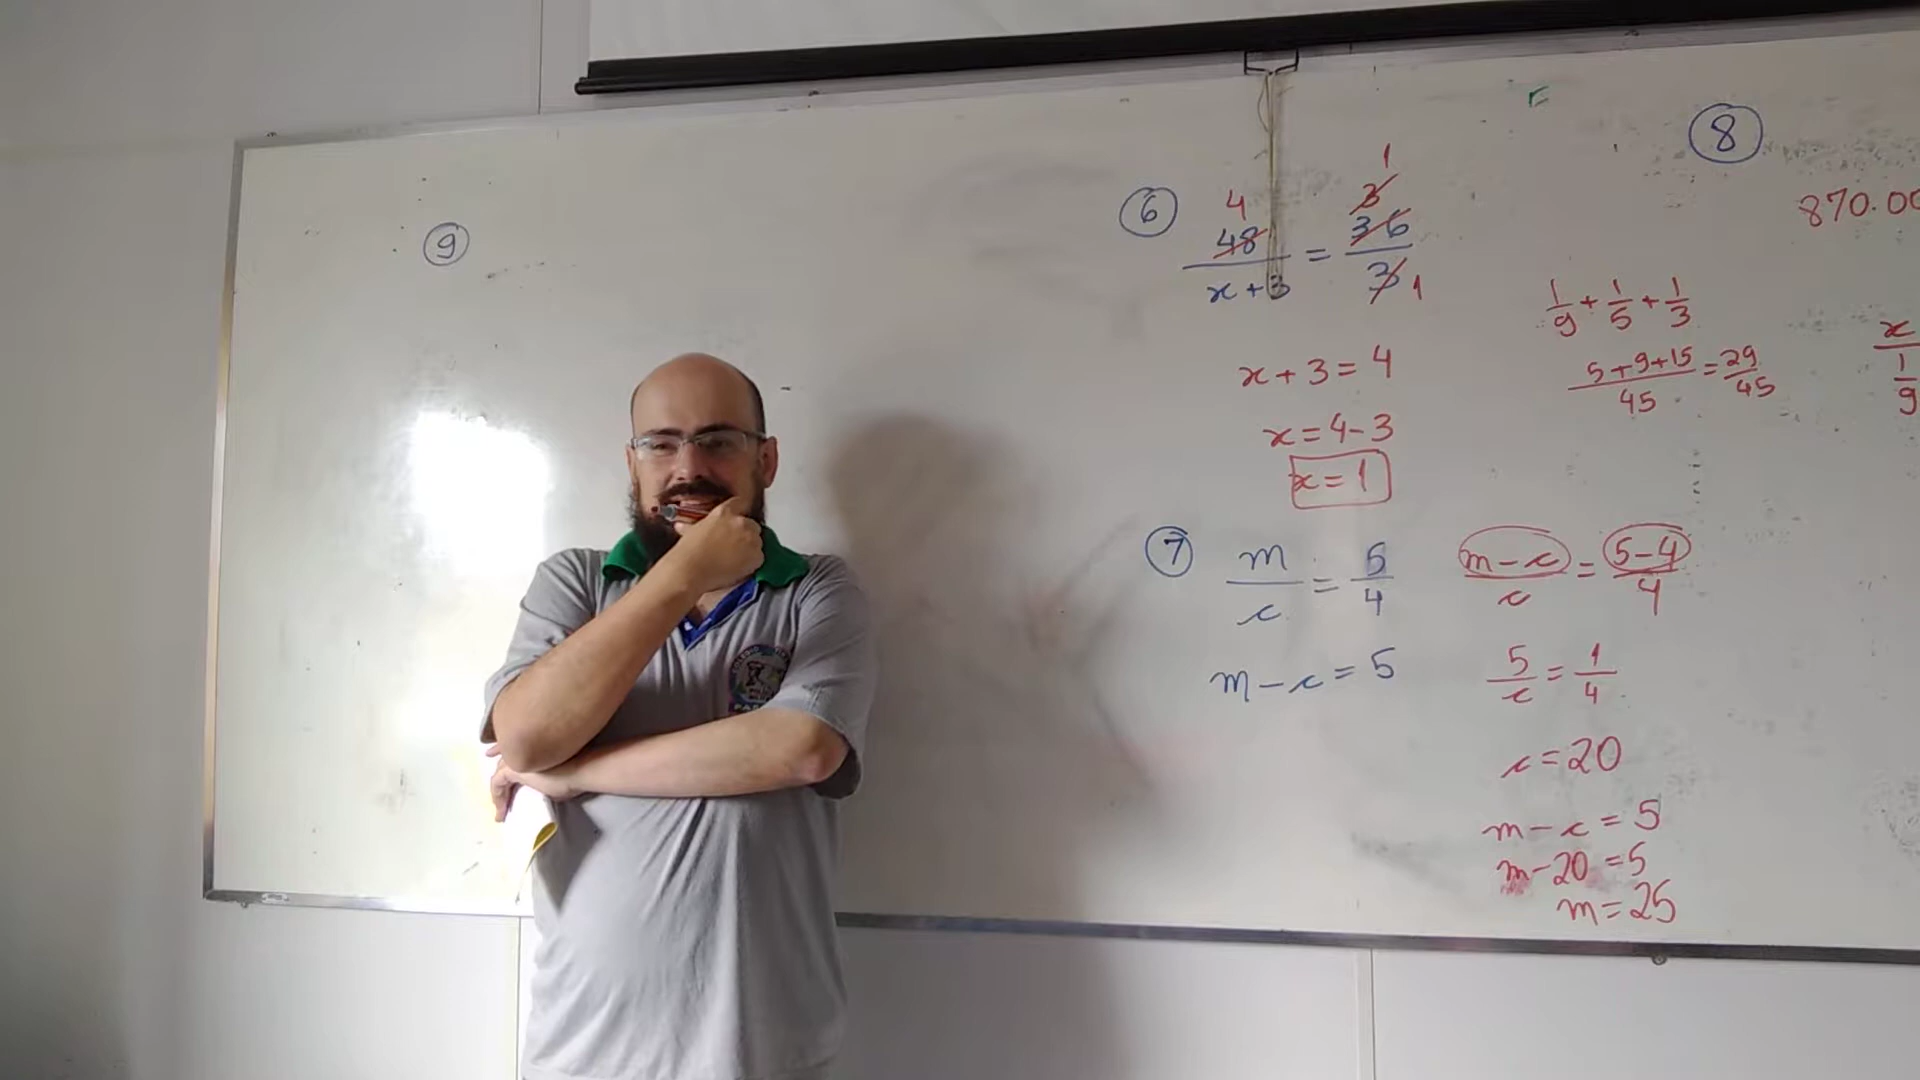 9
6
4 1
3
48 = 36
x + 3 3 1
x + 3 = 4
x = 4 - 3
x = 1
7
m = 5
c 4
m - c = 5
m - c = 5 - 4
c 4
5 = 1
c 4
c = 20
m - c = 5
m - 20 = 5
m = 25
8
870.00
1/9 + 1/5 + 1/3
5 + 9 + 15 = 29
45 45
x
1
9